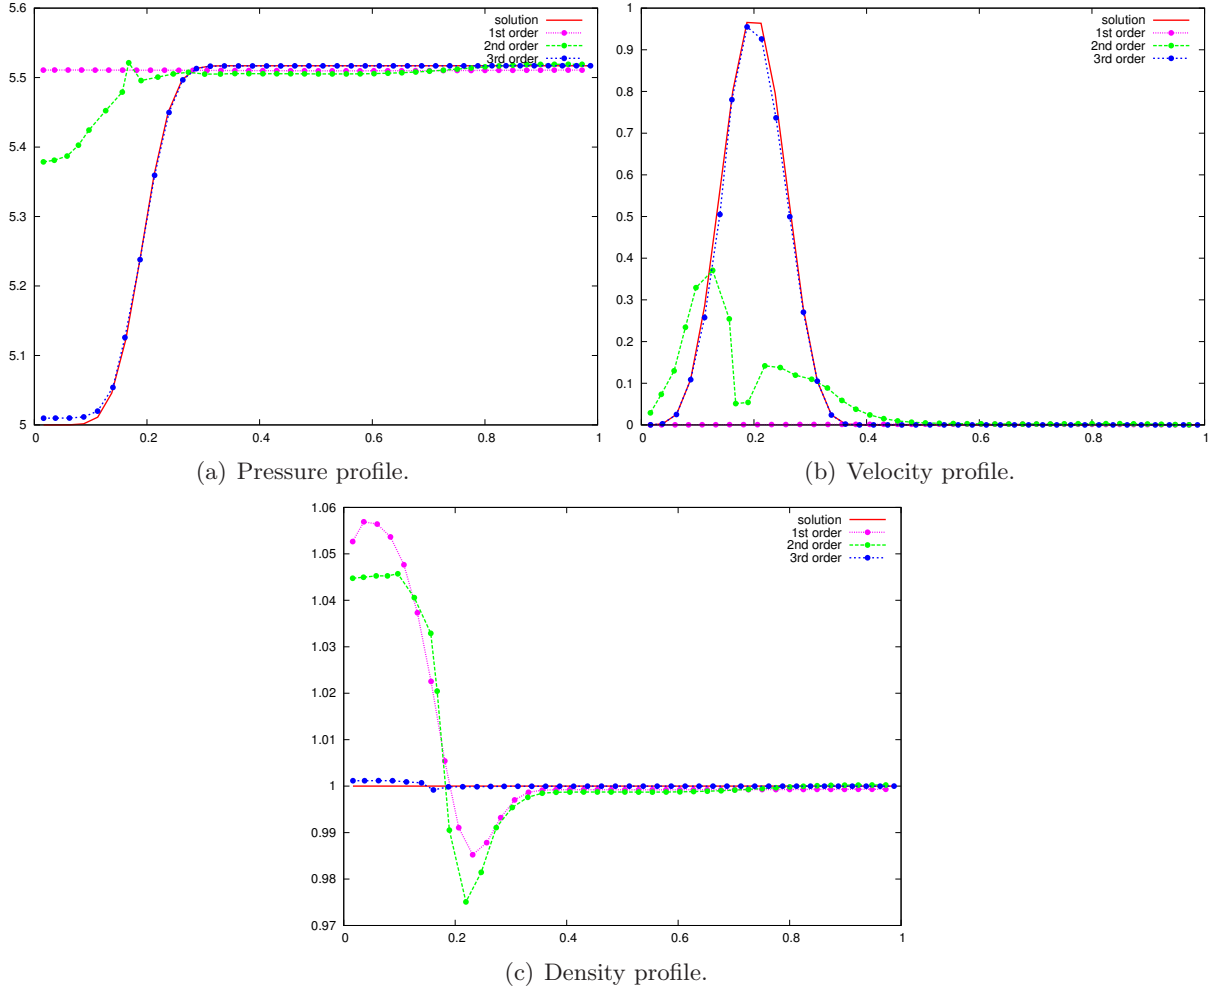 5.6
5.5
5.4
5.3
5.2
5.1
5
0 0.2 0.4 0.6 0.8 1
solution
1st order
2nd order
3rd order
(a) Pressure profile.
1
0.9
0.8
0.7
0.6
0.5
0.4
0.3
0.2
0.1
0
0 0.2 0.4 0.6 0.8 1
solution
1st order
2nd order
3rd order
(b) Velocity profile.
1.06
1.05
1.04
1.03
1.02
1.01
1
0.99
0.98
0.97
0 0.2 0.4 0.6 0.8 1
solution
1st order
2nd order
3rd order
(c) Density profile.